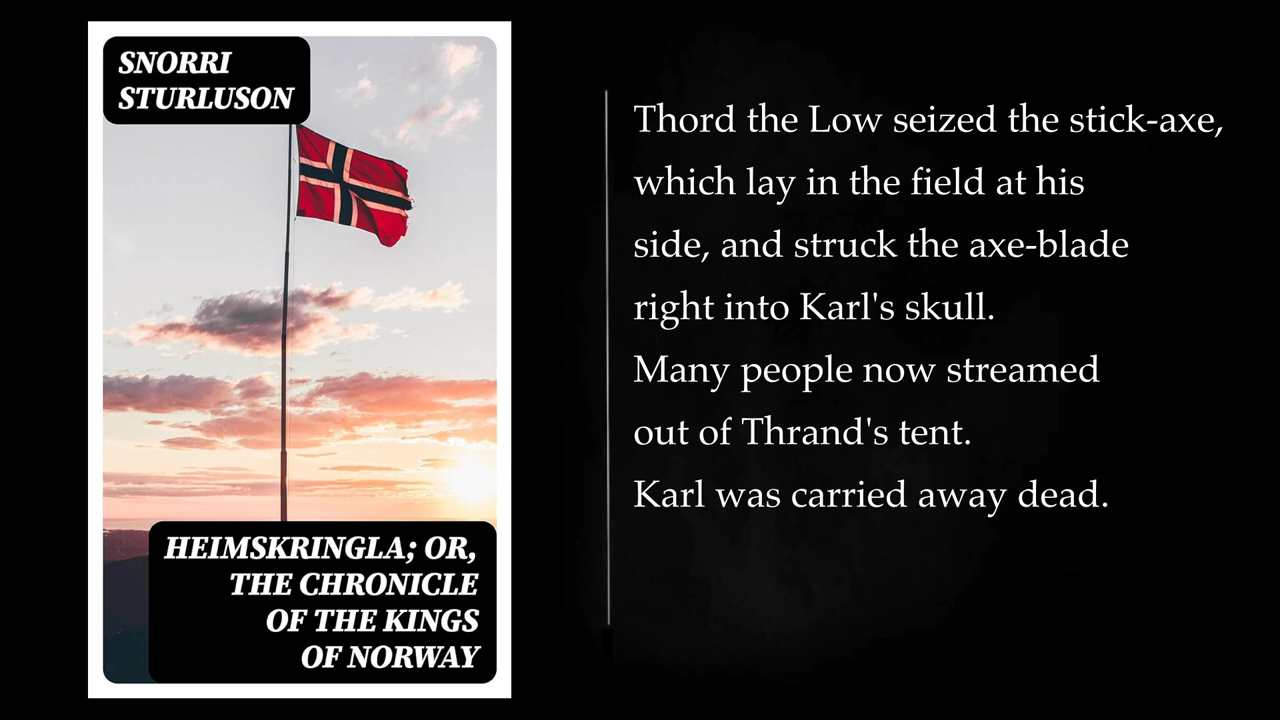 SNORRI
STURLUSON
HEIMSKRINGLA; OR,
THE CHRONICLE
OF THE KINGS
OF NORWAY
Thord the Low seized the stick-axe,
which lay in the field at his
side, and struck the axe-blade
right into Karl's skull.
Many people now streamed
out of Thrand's tent.
Karl was carried away dead.